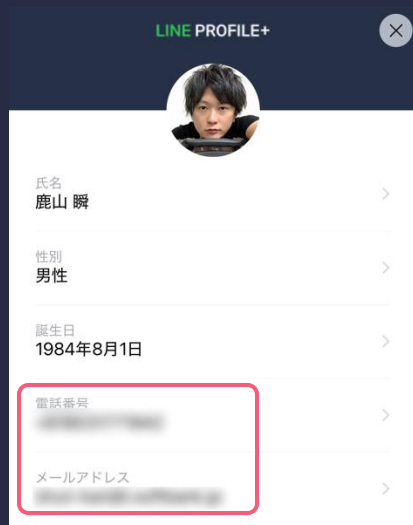 LINE PROFILE+
氏名
鹿山 瞬
性別
男性
誕生日
1984年8月1日
電話番号
メールアドレス